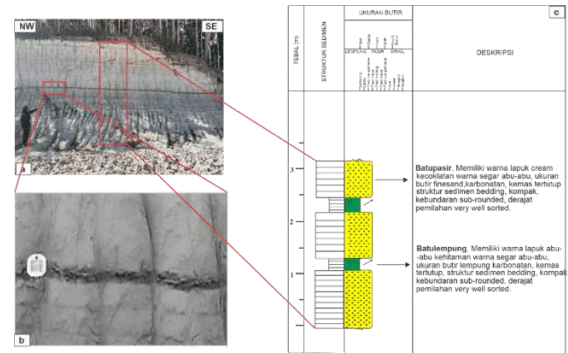 NW
SE
a
b
c
UKURAN BUTIR
TEBAL (m)
STRUKTUR SEDIMEN
LEMPUNG
PASIR
DESKRIPSI
3
2
1
Batupasir, Memiliki warna lapuk cream
kecoklatan warna segar abu-abu, ukuran
butir finesand,karbonatan, kemas tertutup
struktur sedimen bedding, kompak,
kebundaran sub-rounded, derajat
pemilahan very well sorted.
Batulempung, Memiliki warna lapuk abu-
-abu kehitaman warna segar abu-abu,
ukuran butir lempung karbonatan, kemas
tertutup, struktur sedimen bedding, kompak
kebundaran sub-rounded, derajat
pemilahan very well sorted.